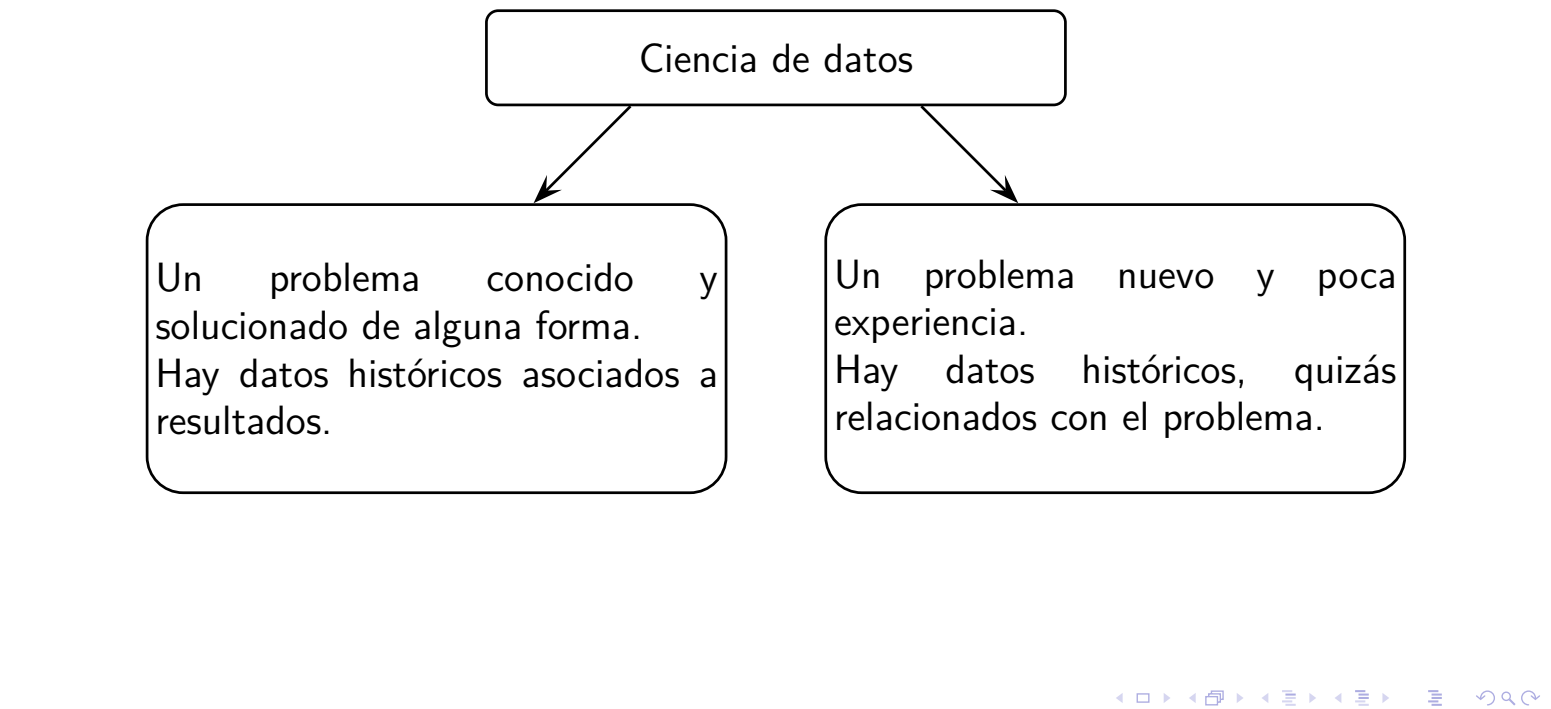 Ciencia de datos
Un problema conocido y
solucionado de alguna forma.
Hay datos históricos asociados a
resultados.
Un problema nuevo y poca
experiencia.
Hay datos históricos, quizás
relacionados con el problema.